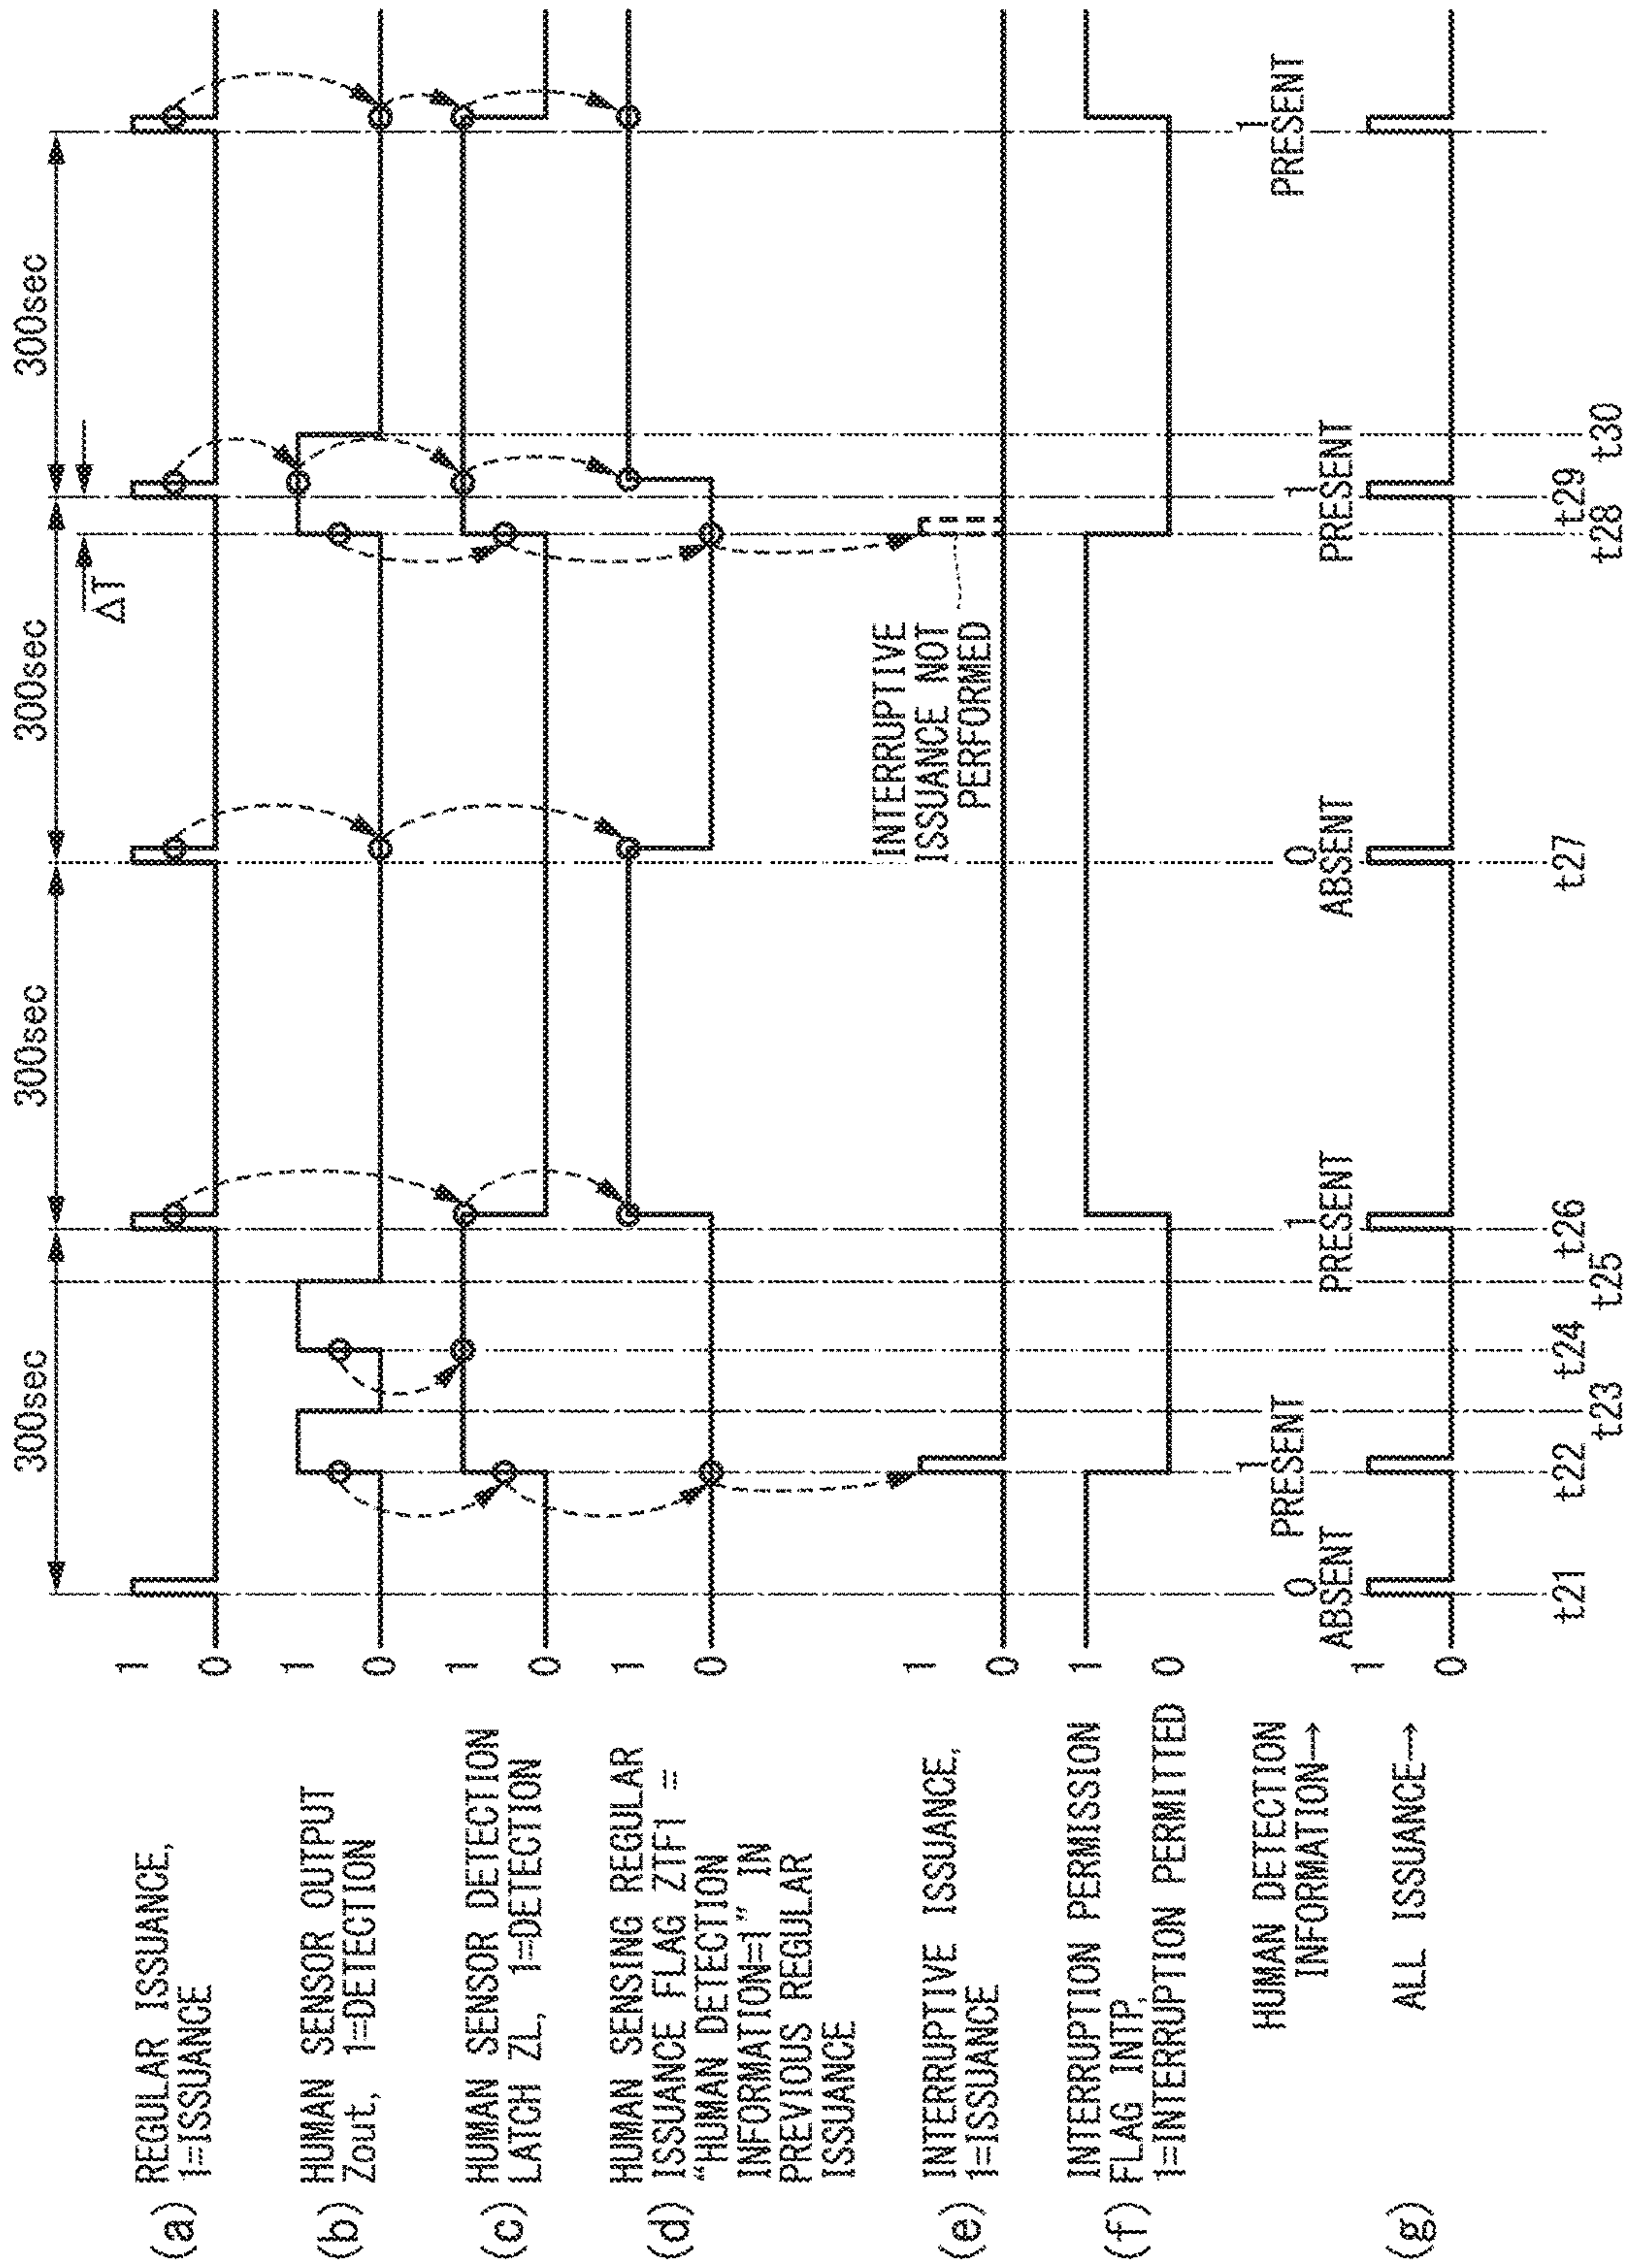 300sec
300sec
300sec
300sec
ΔT
(a) REGULAR ISSUANCE,
1=ISSUANCE
1
0
(b) HUMAN SENSOR OUTPUT
Zout, 1=DETECTION
1
0
(c) HUMAN SENSOR DETECTION
LATCH ZL, 1=DETECTION
1
0
(d) HUMAN SENSING REGULAR
ISSUANCE FLAG ZTF1 =
“HUMAN DETECTION
INFORMATION=1” IN
PREVIOUS REGULAR
ISSUANCE
1
0
INTERRUPTIVE
ISSUANCE NOT
PERFORMED
(e) INTERRUPTIVE ISSUANCE,
1=ISSUANCE
1
0
(f) INTERRUPTION PERMISSION
FLAG INTP,
1=INTERRUPTION PERMITTED
1
0
HUMAN DETECTION
INFORMATION→
0
ABSENT
1
PRESENT
1
PRESENT
0
ABSENT
1
PRESENT
1
PRESENT
(g) ALL ISSUANCE→
1
0
t21
t22
t23
t24
t25
t26
t27
t28
t29
t30